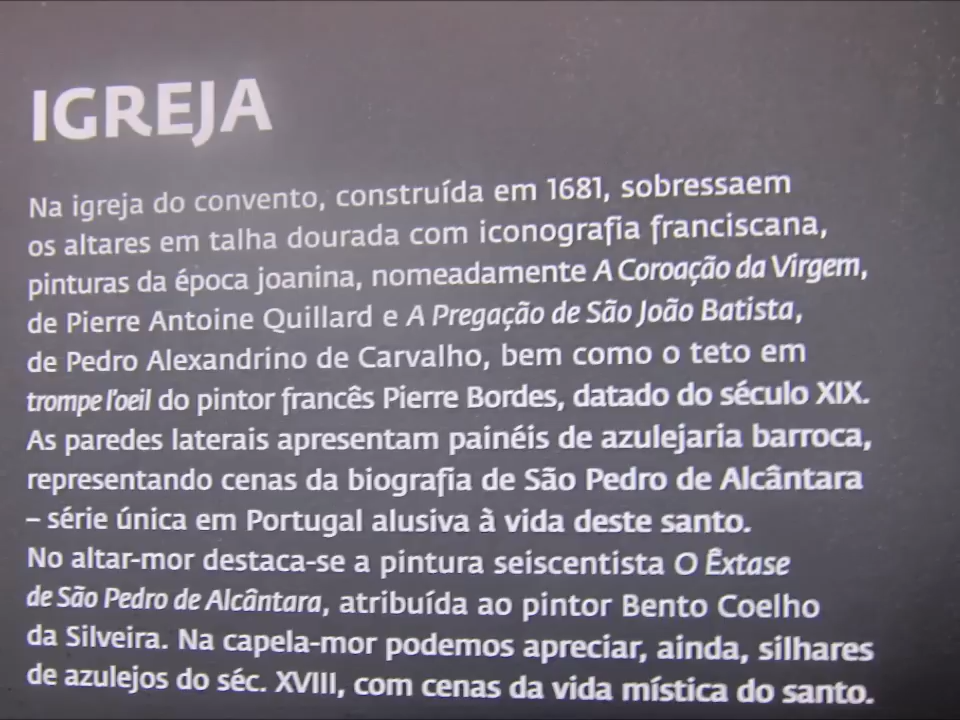 IGREJA
Na igreja do convento, construída em 1681, sobressaem
os altares em talha dourada com iconografia franciscana,
pinturas da época joanina, nomeadamente A Coroação da Virgem,
de Pierre Antoine Quillard e A Pregação de São João Batista,
de Pedro Alexandrino de Carvalho, bem como o teto em
trompe l'oeil do pintor francês Pierre Bordes, datado do século XIX.
As paredes laterais apresentam painéis de azulejaria barroca,
representando cenas da biografia de São Pedro de Alcântara
– série única em Portugal alusiva à vida deste santo.
No altar-mor destaca-se a pintura seiscentista O Êxtase
de São Pedro de Alcântara, atribuída ao pintor Bento Coelho
da Silveira. Na capela-mor podemos apreciar, ainda, silhares
de azulejos do séc. XVIII, com cenas da vida mística do santo.